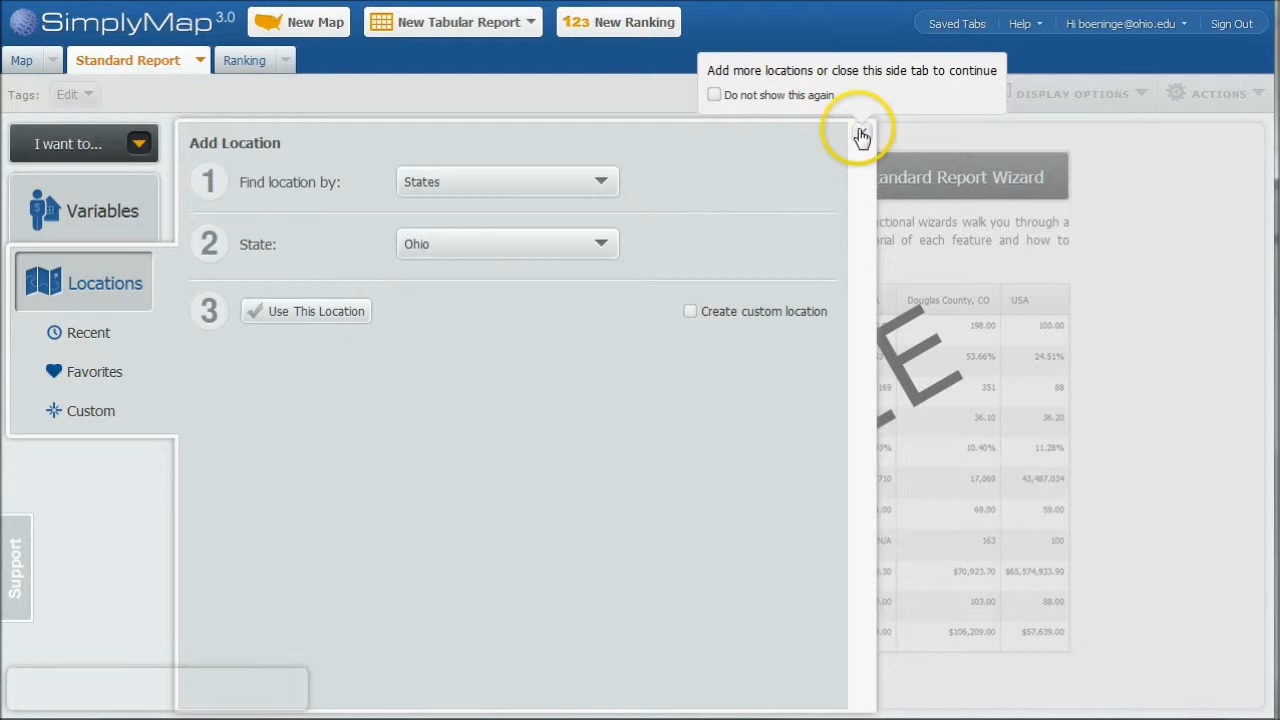 SimplyMap 3.0
New Map
New Tabular Report
123 New Ranking
Saved Tabs
Help
Hi boeninge@ohio.edu
Sign Out
Map
Standard Report
Ranking
Add more locations or close this side tab to continue
Do not show this again
Tags:
Edit
DISPLAY OPTIONS
ACTIONS
I want to...
Variables
Locations
Recent
Favorites
Custom
Support
Add Location
1 Find location by: States
2 State: Ohio
3 Use This Location
Create custom location
tandard Report Wizard
ctional wizards walk you through a
rial of each feature and how to
Douglas County, CO USA
198.00 100.00
53.66% 24.51%
169 351 88
36.10 36.20
10.40% 11.28%
710 17,069 43,487,034
.00 69.00 59.00
N/A 163 100
.30 $70,923.70 $65,574,933.90
.00 103.00 88.00
.00 $106,209.00 $57,639.00
E